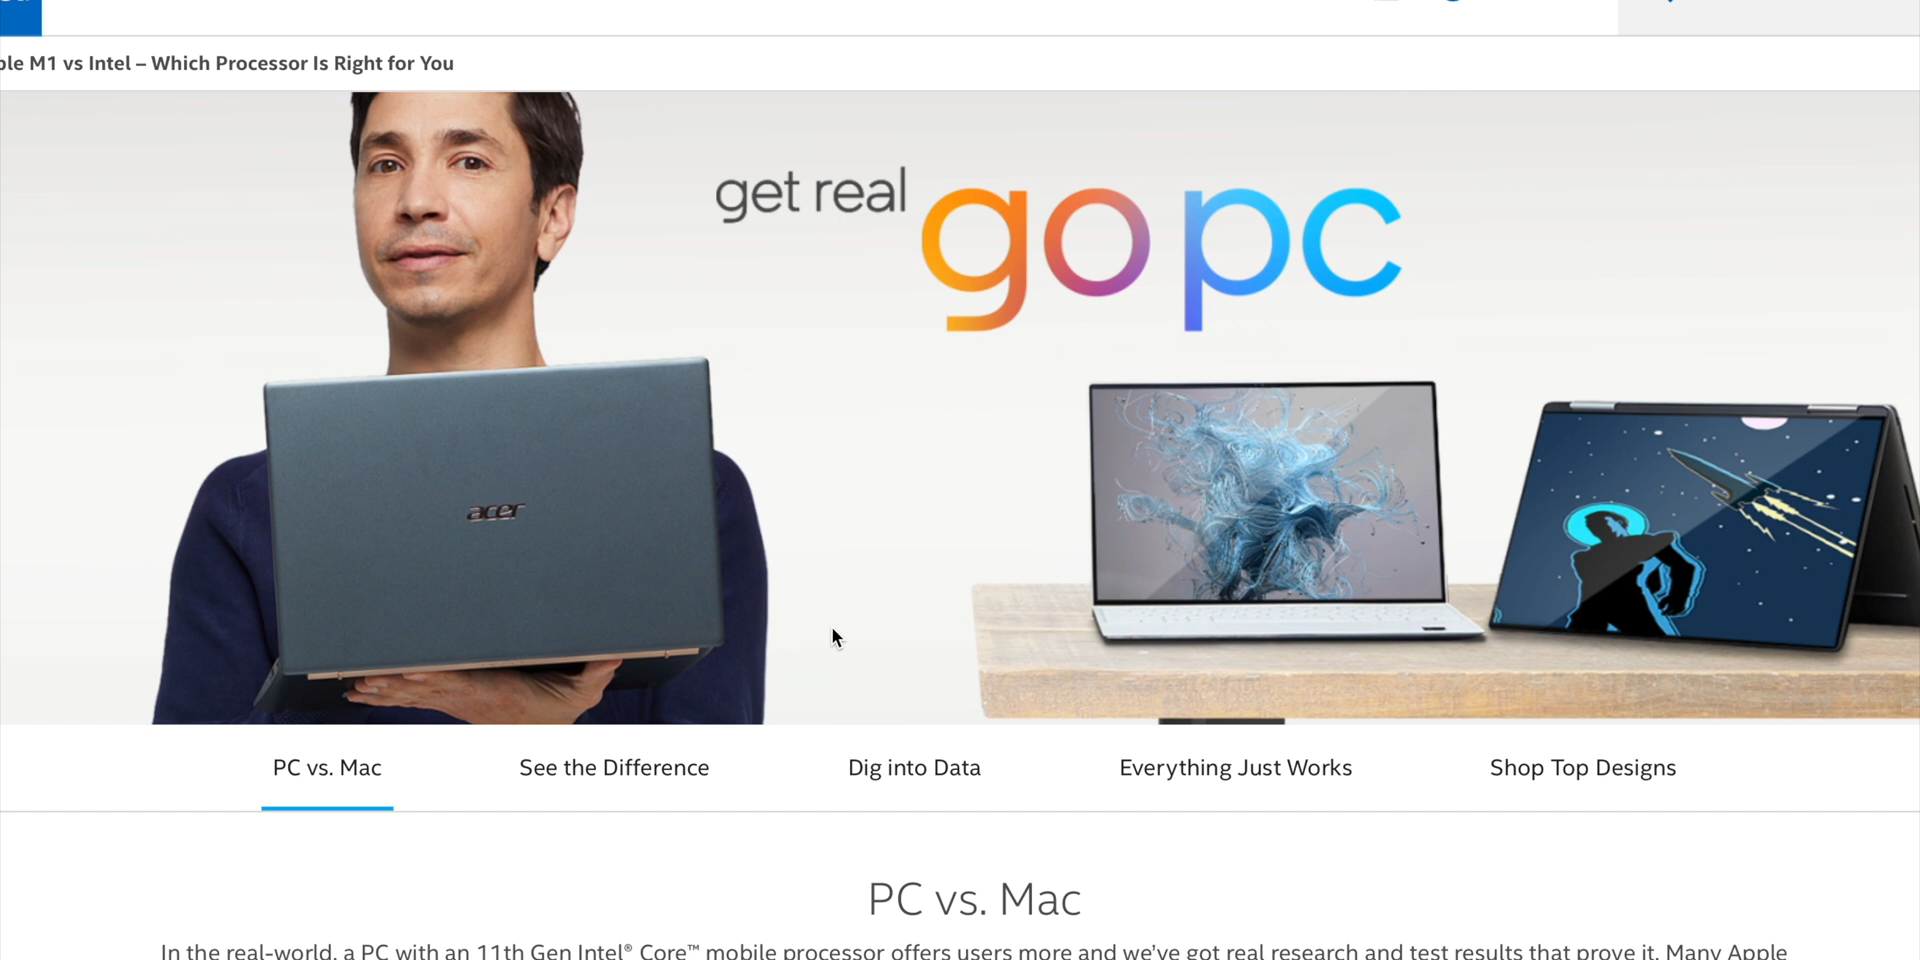 M1 vs Intel – Which Processor Is Right for You
get real
go pc
acer
PC vs. Mac
See the Difference
Dig into Data
Everything Just Works
Shop Top Designs
PC vs. Mac
In the real-world, a PC with an 11th Gen Intel® Core™ mobile processor offers users more and we’ve got real research and test results that prove it. Many Apple